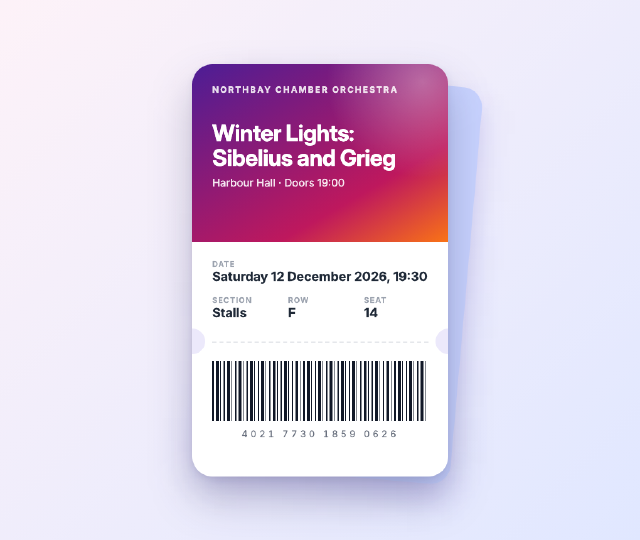 NORTHBAY CHAMBER ORCHESTRA
Winter Lights:
Sibelius and Grieg
Harbour Hall · Doors 19:00
DATE
Saturday 12 December 2026, 19:30
SECTION ROW SEAT
Stalls F 14
4021 7730 1859 0626